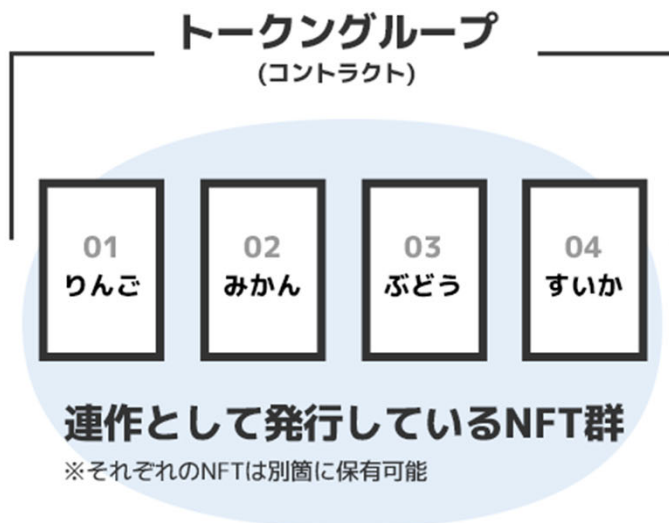 トークングループ
(コントラクト)
01
りんご
02
みかん
03
ぶどう
04
すいか
連作として発行しているNFT群
※それぞれのNFTは別箇に保有可能